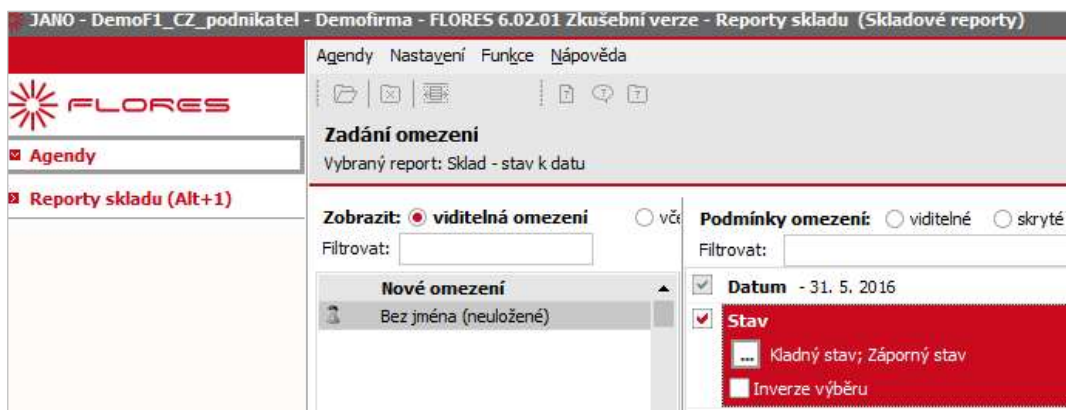 JANO - DemoF1_CZ_podnikatel - Demofirma - FLORES 6.02.01 Zkušební verze - Reporty skladu (Skladové reporty)
Agendy Nastavení Funkce Nápověda
FLORES
Zadání omezení
Vybraný report: Sklad - stav k datu
Agendy
Reporty skladu (Alt+1)
Zobrazit: viditelná omezení vče
Filtrovat:
Nové omezení
Bez jména (neuložené)
Podmínky omezení: viditelné skryté
Filtrovat:
Datum - 31. 5. 2016
Stav
... Kladný stav; Záporný stav
Inverze výběru